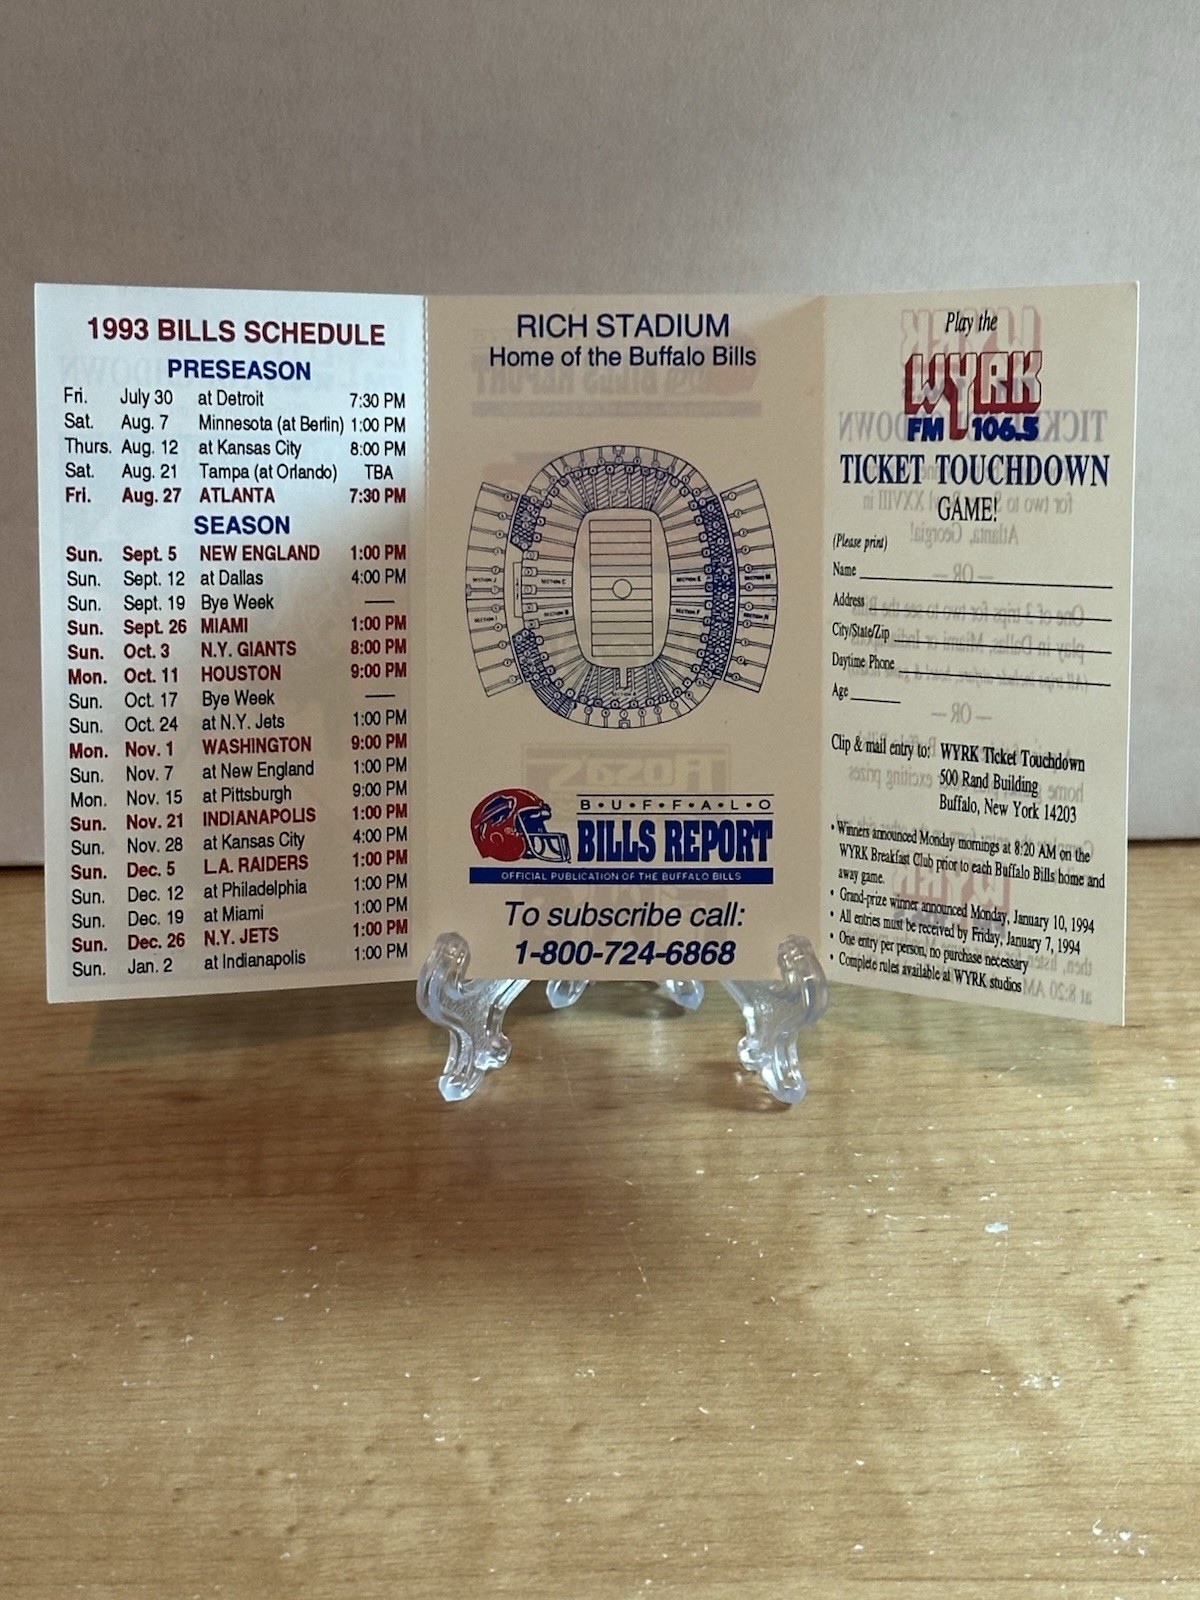 1993 BILLS SCHEDULE
PRESEASON
Fri. July 30 at Detroit 7:30 PM
Sat. Aug. 7 Minnesota (at Berlin) 1:00 PM
Thurs. Aug. 12 at Kansas City 8:00 PM
Sat. Aug. 21 Tampa (at Orlando) TBA
Fri. Aug. 27 ATLANTA 7:30 PM
SEASON
Sun. Sept. 5 NEW ENGLAND 1:00 PM
Sun. Sept. 12 at Dallas 4:00 PM
Sun. Sept. 19 Bye Week —
Sun. Sept. 26 MIAMI 1:00 PM
Sun. Oct. 3 N.Y. GIANTS 8:00 PM
Mon. Oct. 11 HOUSTON 9:00 PM
Sun. Oct. 17 Bye Week —
Sun. Oct. 24 at N.Y. Jets 1:00 PM
Mon. Nov. 1 WASHINGTON 9:00 PM
Sun. Nov. 7 at New England 1:00 PM
Mon. Nov. 15 at Pittsburgh 9:00 PM
Sun. Nov. 21 INDIANAPOLIS 1:00 PM
Sun. Nov. 28 at Kansas City 4:00 PM
Sun. Dec. 5 L.A. RAIDERS 1:00 PM
Sun. Dec. 12 at Philadelphia 1:00 PM
Sun. Dec. 19 at Miami 1:00 PM
Sun. Dec. 26 N.Y. JETS 1:00 PM
Sun. Jan. 2 at Indianapolis 1:00 PM
RICH STADIUM
Home of the Buffalo Bills
B·U·F·F·A·L·O
BILLS REPORT
OFFICIAL PUBLICATION OF THE BUFFALO BILLS
To subscribe call:
1-800-724-6868
Play the
WYRK
FM 106.5
TICKET TOUCHDOWN
GAME!
(Please print)
Name
Address
City/State/Zip
Daytime Phone
Age
Clip & mail entry to: WYRK Ticket Touchdown
500 Rand Building
Buffalo, New York 14203
• Winners announced Monday mornings at 8:20 AM on the
WYRK Breakfast Club prior to each Buffalo Bills home and
away game.
• Grand-prize winner announced Monday, January 10, 1994
• All entries must be received by Friday, January 7, 1994
• One entry per person, no purchase necessary
• Complete rules available at WYRK studios